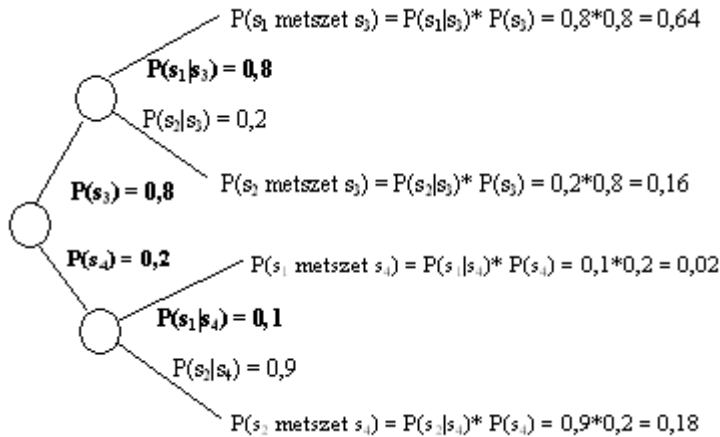 P(s₁ metszet s₃) = P(s₁|s₃)* P(s₃) = 0,8*0,8 = 0,64
P(s₁|s₃) = 0,8
P(s₂|s₃) = 0,2
P(s₂ metszet s₃) = P(s₂|s₃)* P(s₃) = 0,2*0,8 = 0,16
P(s₃) = 0,8
P(s₄) = 0,2
P(s₁ metszet s₄) = P(s₁|s₄)* P(s₄) = 0,1*0,2 = 0,02
P(s₁|s₄) = 0,1
P(s₂|s₄) = 0,9
P(s₂ metszet s₄) = P(s₂|s₄)* P(s₄) = 0,9*0,2 = 0,18